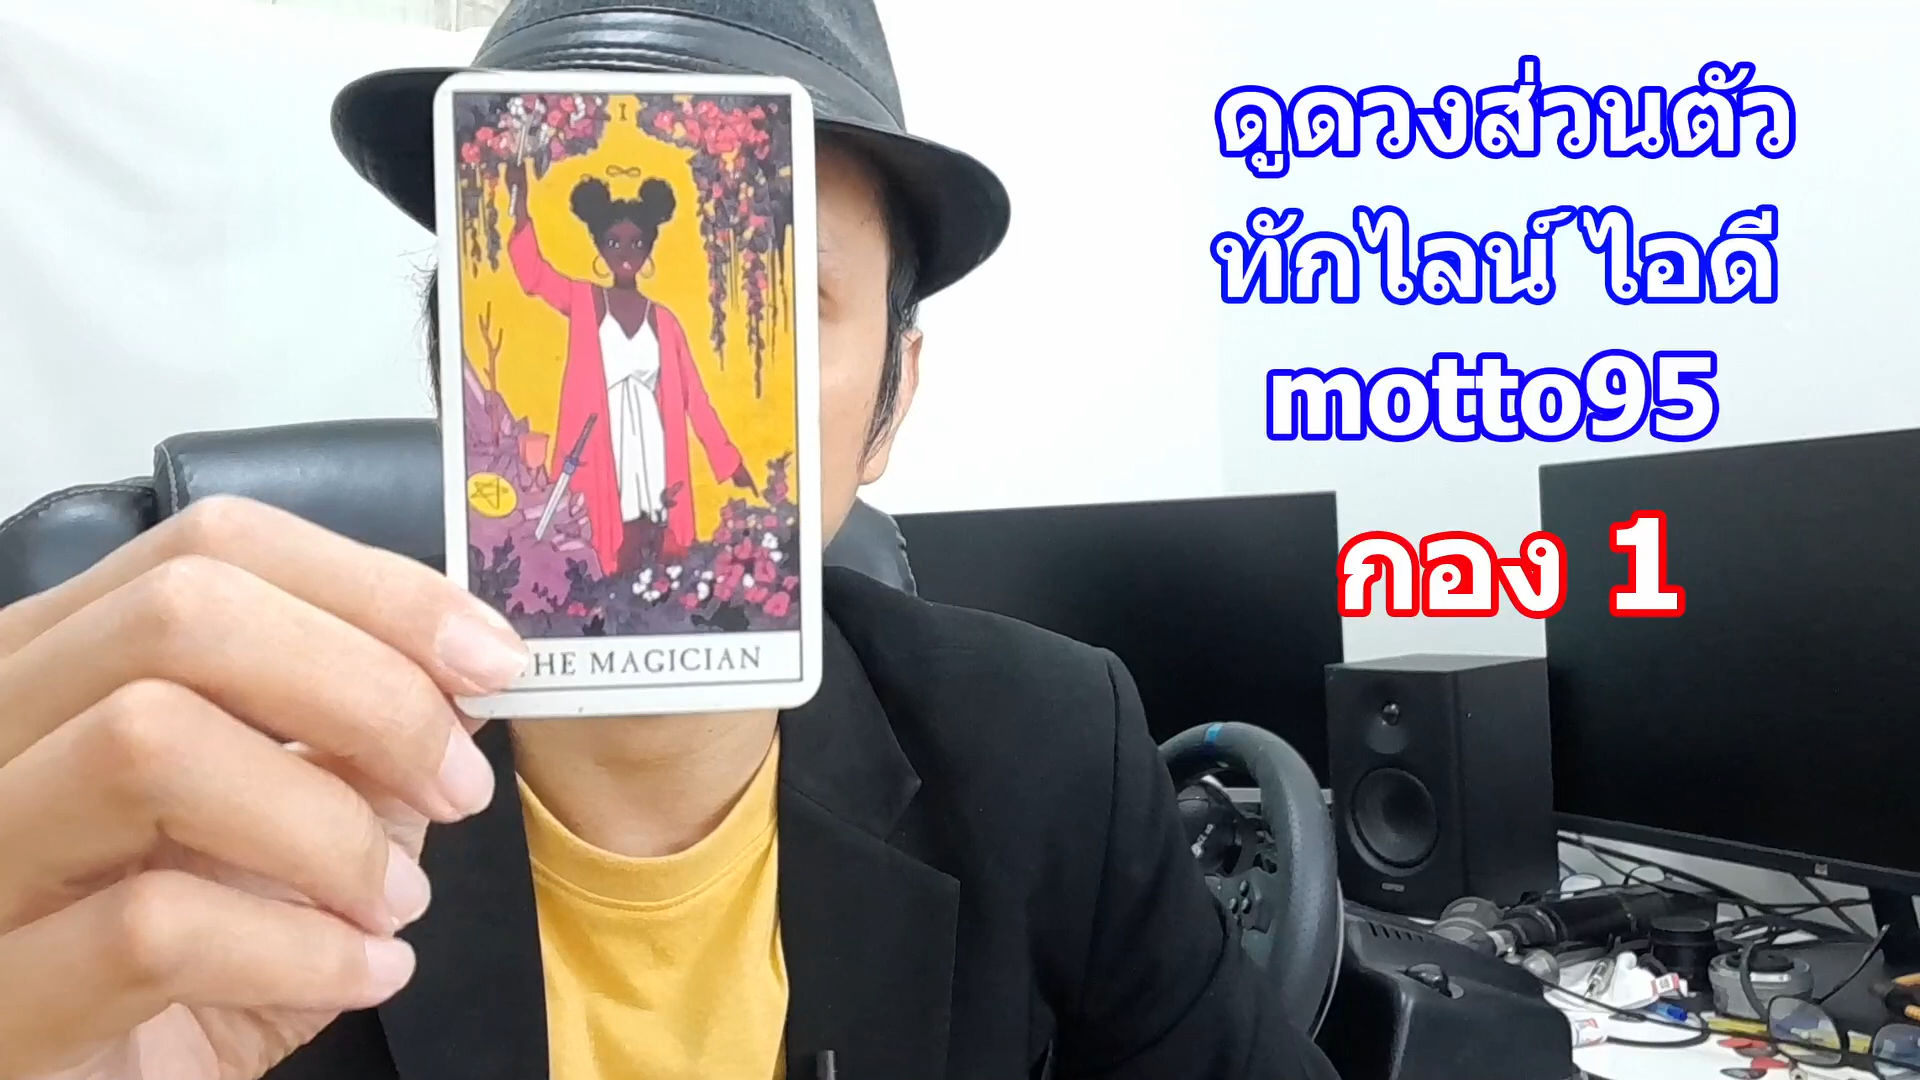 ดูดวงส่วนตัว
ทักไลน์ ไอดี
motto95
กอง 1
I
THE MAGICIAN